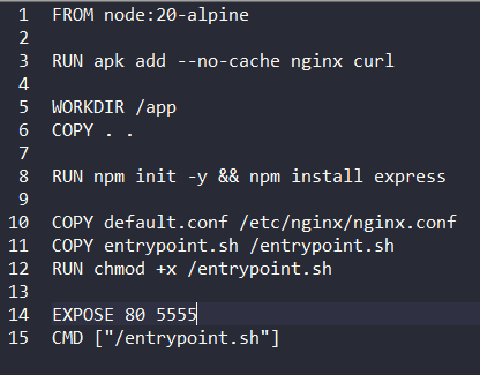 1 FROM node:20-alpine
2
3 RUN apk add --no-cache nginx curl
4
5 WORKDIR /app
6 COPY . .
7
8 RUN npm init -y && npm install express
9
10 COPY default.conf /etc/nginx/nginx.conf
11 COPY entrypoint.sh /entrypoint.sh
12 RUN chmod +x /entrypoint.sh
13
14 EXPOSE 80 5555
15 CMD ["/entrypoint.sh"]